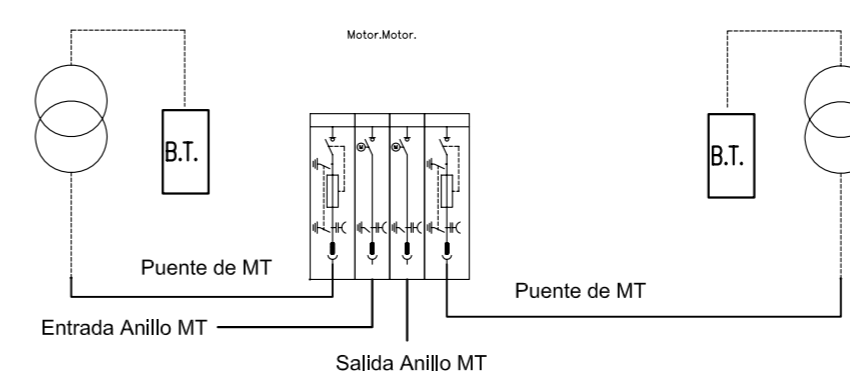 Motor.Motor.
B.T.
B.T.
M
M
Puente de MT
Puente de MT
Entrada Anillo MT
Salida Anillo MT